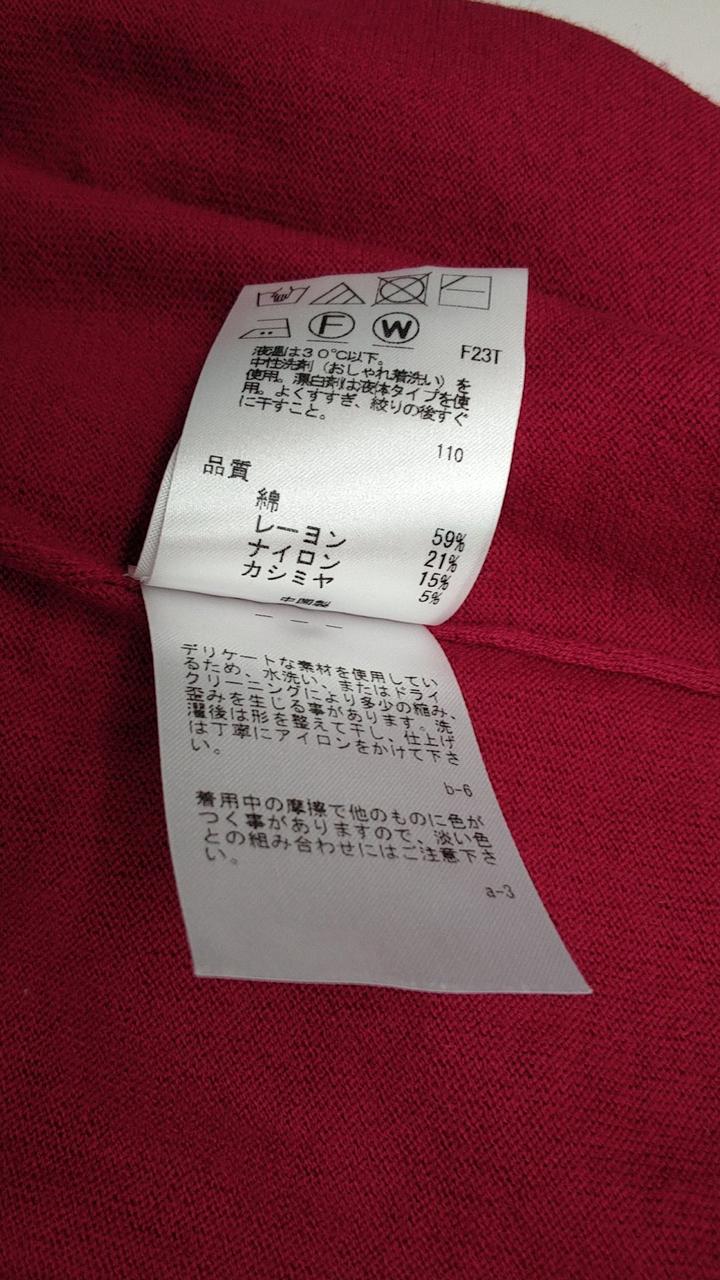 F
W
F23T
液温は30℃以下。
中性洗剤（おしゃれ着洗い）を
使用。漂白剤は液体タイプを使
用。よくすすぎ、絞りの後すぐ
に干すこと。
110
品質
綿 59%
レーヨン 21%
ナイロン 15%
カシミヤ 5%
中国製
デリケートな素材を使用してい
るため、水洗い、またはドライ
クリーニングにより多少の縮み、
歪みを生じる事があります。洗
濯後は形を整えて干し、仕上げ
は丁寧にアイロンをかけて下さ
い。
b-6
着用中の摩擦で他のものに色が
つく事がありますので、淡い色
との組み合わせにはご注意下さ
い。
a-3